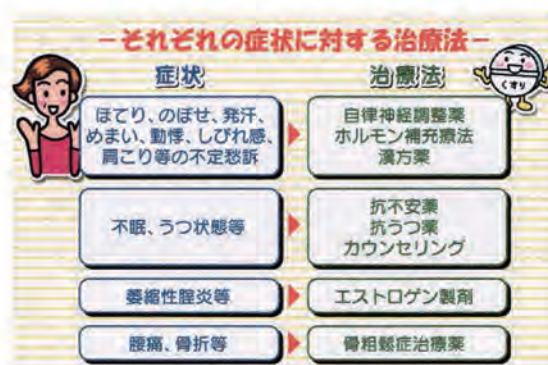 －それぞれの症状に対する治療法－
症状
治療法
くすり
ほてり、のぼせ、発汗、
めまい、動悸、しびれ感、
肩こり等の不定愁訴
自律神経調整薬
ホルモン補充療法
漢方薬
不眠、うつ状態等
抗不安薬
抗うつ薬
カウンセリング
萎縮性腟炎等
エストロゲン製剤
腰痛、骨折等
骨粗鬆症治療薬